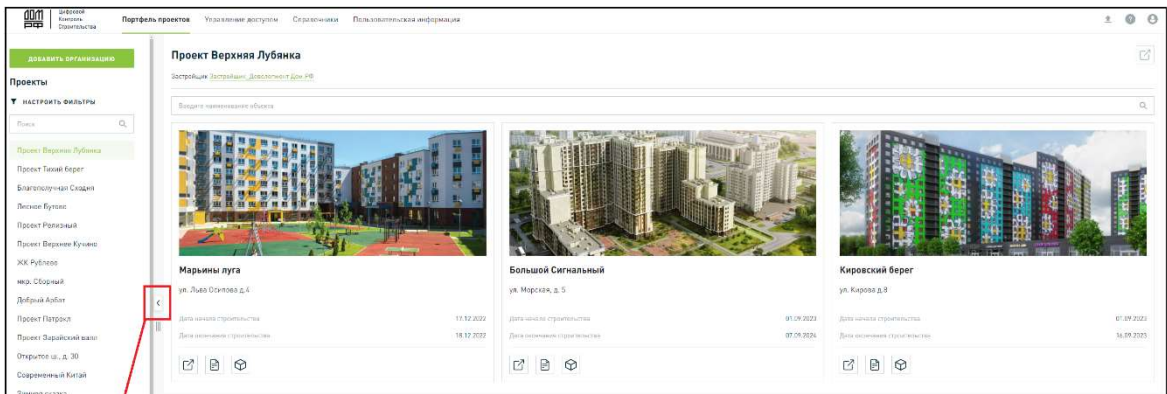 ДОМ РФ
Цифровой Контроль Строительства
Портфель проектов Управление доступом Справочники Пользовательская информация
ДОБАВИТЬ ОРГАНИЗАЦИЮ
Проекты
НАСТРОИТЬ ФИЛЬТРЫ
Поиск
Проект Верхняя Лубянка
Проект Тихий берег
Благополучная Сходня
Лесное Бутово
Проект Релизный
Проект Верхнее Кучино
ЖК Рублево
мкр. Сборный
Добрый Арбат
Проект Патрокл
Проект Зарайский валл
Открытое ш., д. 30
Современный Китай
Зимняя сказка
Проект Верхняя Лубянка
Застройщик Застройщик_Девелопмент Дом.РФ
Введите наименование объекта
Марьины луга
ул. Льва Осипова д.4
Дата начала строительства 17.12.2022
Дата окончания строительства 18.12.2022
Большой Сигнальный
ул. Морская, д. 5
Дата начала строительства 01.09.2023
Дата окончания строительства 07.09.2024
Кировский берег
ул. Кирова д.8
Дата начала строительства 01.09.2023
Дата окончания строительства 16.09.2023